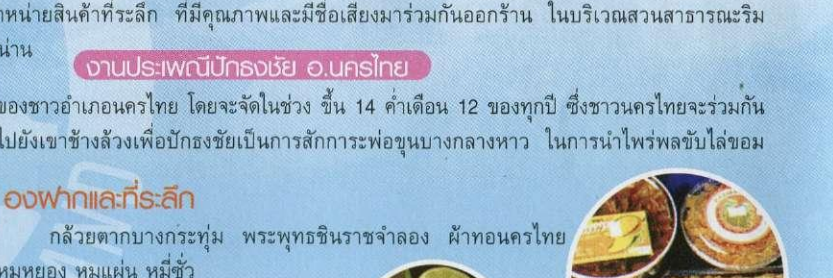 หน่ายสินค้าที่ระลึก ที่มีคุณภาพและมีชื่อเสียงมาร่วมกันออกร้าน ในบริเวณสวนสาธารณะริม
น่าน
งานประเพณีปักธงชัย อ.นครไทย
ของชาวอำเภอนครไทย โดยจะจัดในช่วง ขึ้น 14 ค่ำเดือน 12 ของทุกปี ซึ่งชาวนครไทยจะร่วมกัน
ไปยังเขาช้างล้วงเพื่อปักธงชัยเป็นการสักการะพ่อขุนบางกลางหาว ในการนำไพร่พลขับไล่ขอม
องฝากและที่ระลึก
กล้วยตากบางกระทุ่ม พระพุทธชินราชจำลอง ผ้าทอนครไทย
หมูหยอง หมูแผ่น หมี่ซั่ว